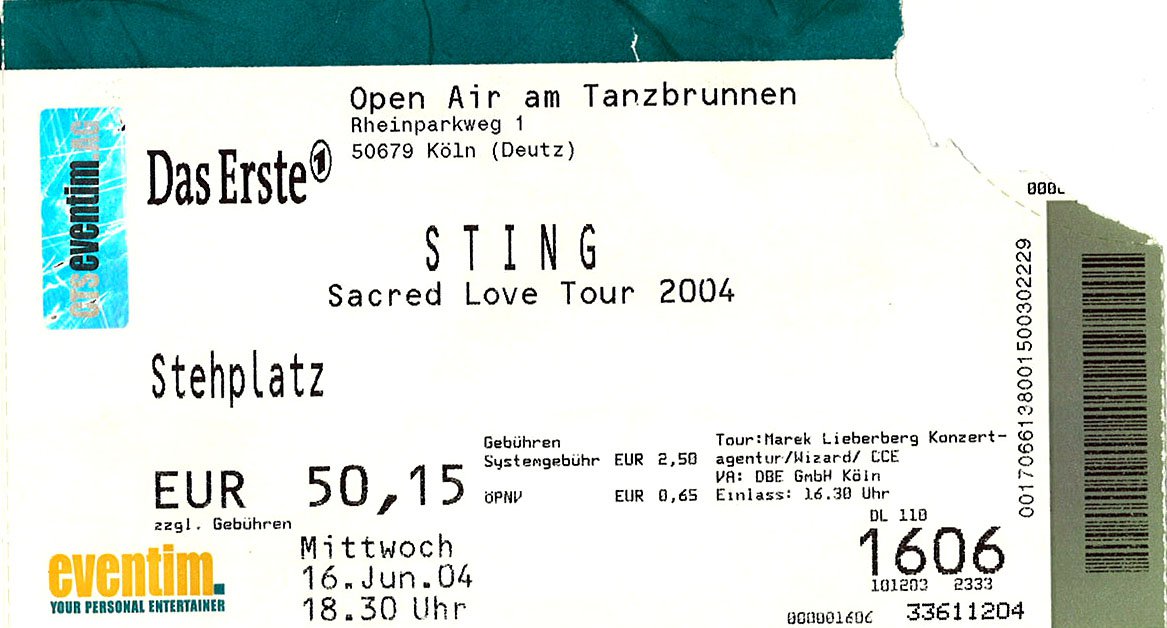 Open Air am Tanzbrunnen
Rheinparkweg 1
50679 Köln (Deutz)
CTS eventim.AG
Das Erste 1
STING
Sacred Love Tour 2004
Stehplatz
EUR 50,15
zzgl. Gebühren
Gebühren
Systemgebühr EUR 2,50
ÖPNV EUR 0,65
Tour:Marek Lieberberg Konzert-
agentur/Wizard/ CCE
VA: DBE GmbH Köln
Einlass: 16.30 Uhr
eventim.
YOUR PERSONAL ENTERTAINER
Mittwoch
16.Jun.04
18.30 Uhr
DL 110
1606
101203 2333
000001606 33611204
0017066138001500302229